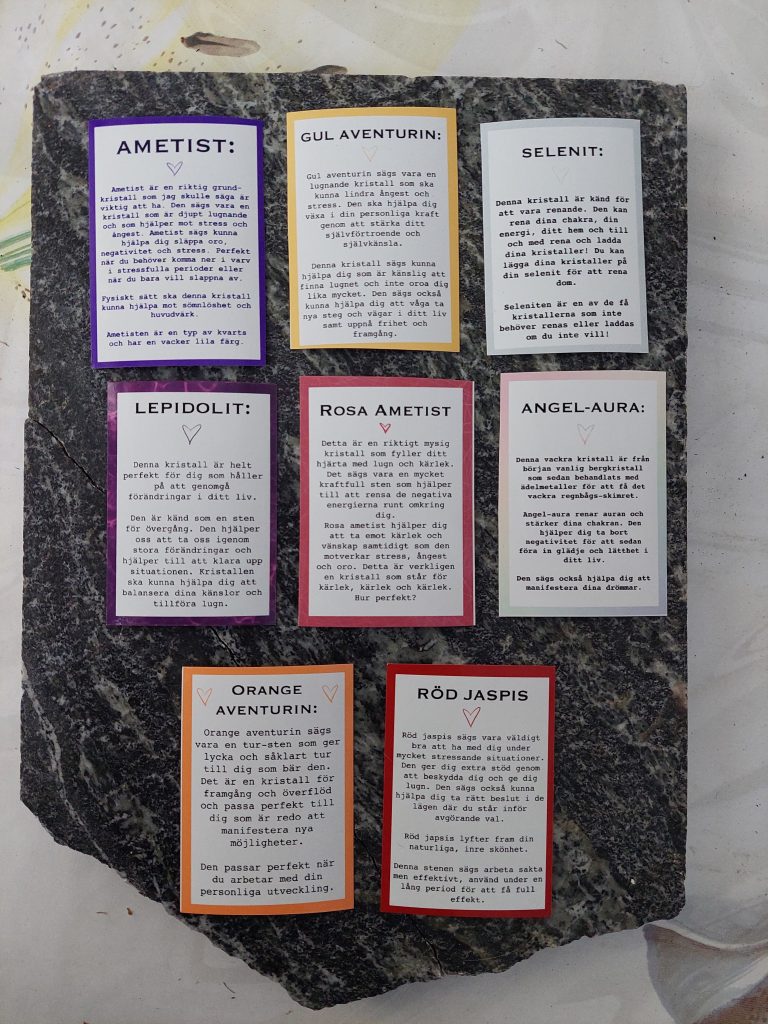 AMETIST:
Ametist är en riktig grund-
kristall som jag skulle säga är
viktig att ha. Den sägs vara en
kristall som är djupt lugnande
och som hjälper mot stress och
ångest. Ametist sägs kunna
hjälpa dig släppa oro,
negativitet och stress. Perfekt
när du behöver komma ner i varv
i stressfulla perioder eller
när du bara vill slappna av.
Fysiskt sätt ska denna kristall
kunna hjälpa mot sömnlöshet och
huvudvärk.
Ametisten är en typ av kvarts
och har en vacker lila färg.
GUL AVENTURIN:
Gul aventurin sägs vara en
lugnande kristall som ska
kunna lindra ångest och
stress. Den ska hjälpa dig
växa i din personliga kraft
genom att stärka ditt
självförtroende och
självkänsla.
Denna kristall sägs kunna
hjälpa dig som är känslig att
finna lugnet och inte oroa dig
lika mycket. Den sägs också
kunna hjälpa dig att våga ta
nya steg och vägar i ditt liv
samt uppnå frihet och
framgång.
SELENIT:
Denna kristall är känd för
att vara renande. Den kan
rena dina chakra, din
energi, ditt hem och till
och med rena och ladda
dina kristaller! Du kan
lägga dina kristaller på
din selenit för att rena
dom.
Seleniten är en av de få
kristallerna som inte
behöver renas eller laddas
om du inte vill!
LEPIDOLIT:
Denna kristall är helt
perfekt för dig som håller
på att genomgå
förändringar i ditt liv.
Den är känd som en sten
för övergång. Den hjälper
oss att ta oss igenom
stora förändringar och
hjälper till att klara upp
situationen. Kristallen
ska kunna hjälpa dig att
balansera dina känslor och
tillföra lugn.
ROSA AMETIST
Detta är en riktigt mysig
kristall som fyller ditt
hjärta med lugn och kärlek.
Det sägs vara en mycket
kraftfull sten som hjälper
till att rensa de negativa
energierna runt omkring
dig.
Rosa ametist hjälper dig
att ta emot kärlek och
vänskap samtidigt som den
motverkar stress, ångest
och oro. Detta är verkligen
en kristall som står för
kärlek, kärlek och kärlek.
Hur perfekt?
ANGEL-AURA:
Denna vackra kristall är från
början vanlig bergkristall
som sedan behandlats med
ädelmetaller för att få det
vackra regnbågs-skimret.
Angel-aura renar auran och
stärker dina chakran. Den
hjälper dig ta bort
negativitet för att sedan
föra in glädje och lätthet i
ditt liv.
Den sägs också hjälpa dig att
manifestera dina drömmar.
ORANGE
AVENTURIN:
Orange aventurin sägs
vara en tur-sten som ger
lycka och såklart tur
till dig som bär den.
Det är en kristall för
framgång och överflöd
och passa perfekt till
dig som är redo att
manifestera nya
möjligheter.
Den passar perfekt när
du arbetar med din
personliga utveckling.
RÖD JASPIS
Röd jaspis sägs vara väldigt
bra att ha med dig under
mycket stressande situationer.
Den ger dig extra stöd genom
att beskydda dig och ge dig
lugn. Den sägs också kunna
hjälpa dig ta rätt beslut i de
lägen där du står inför
avgörande val.
Röd japsis lyfter fram din
naturliga, inre skönhet.
Denna stenen sägs arbeta sakta
men effektivt, använd under en
lång period för att få full
effekt.